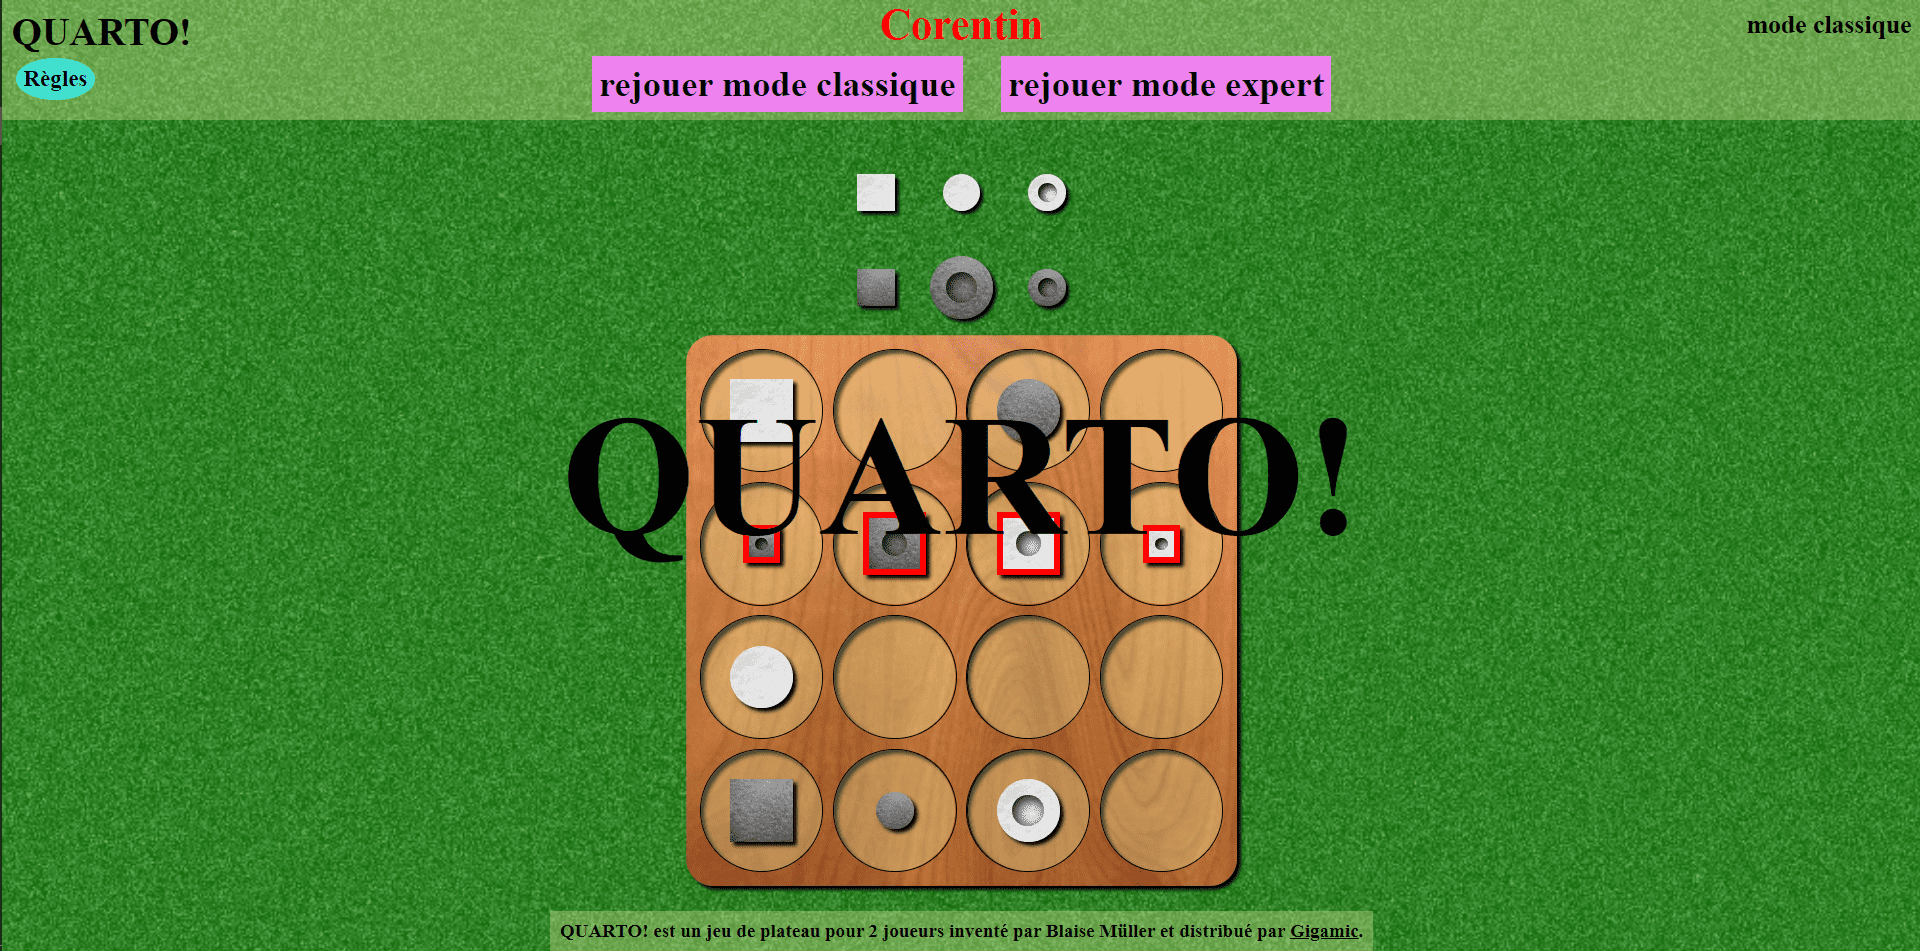 QUARTO!
Corentin
mode classique
Règles
rejouer mode classique
rejouer mode expert
QUARTO!
QUARTO! est un jeu de plateau pour 2 joueurs inventé par Blaise Müller et distribué par Gigamic.